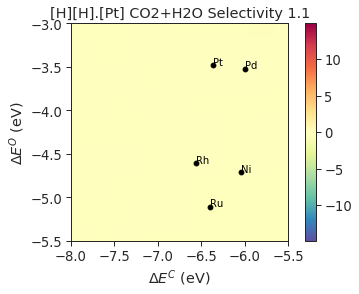 [H][H].[Pt] CO2+H2O Selectivity 1.1
−3.0
−3.5
−4.0
−4.5
−5.0
−5.5
ΔE^O (eV)
Pt
Pd
Rh
Ni
Ru
−8.0 −7.5 −7.0 −6.5 −6.0 −5.5
ΔE^C (eV)
10
5
0
−5
−10